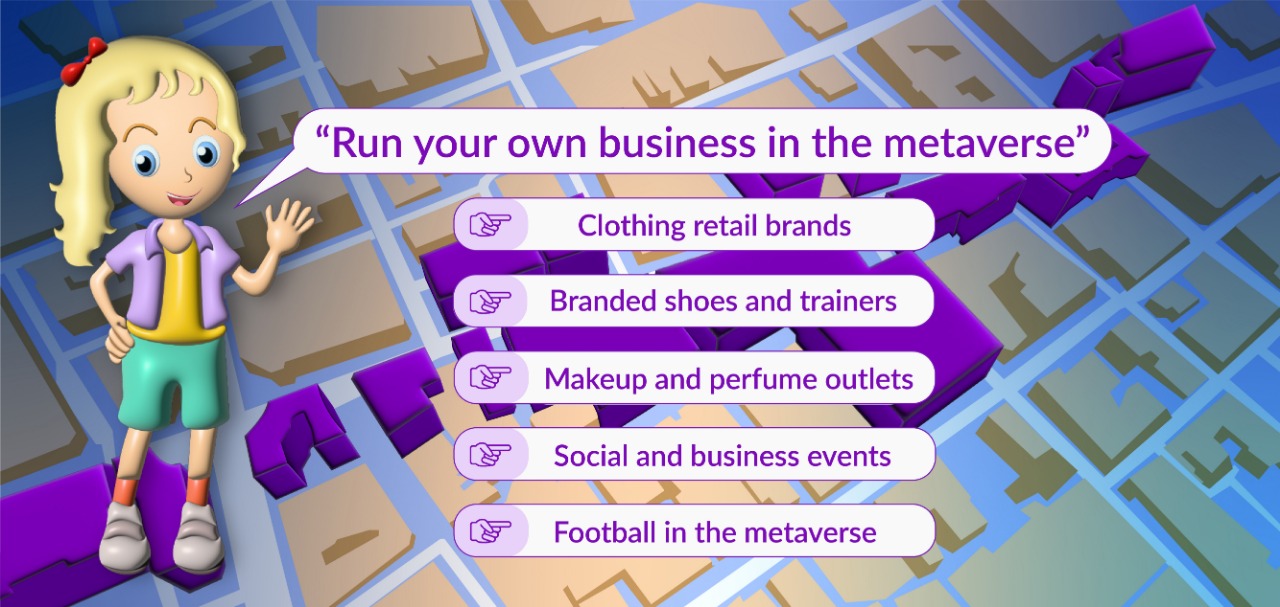 “Run your own business in the metaverse”
Clothing retail brands
Branded shoes and trainers
Makeup and perfume outlets
Social and business events
Football in the metaverse